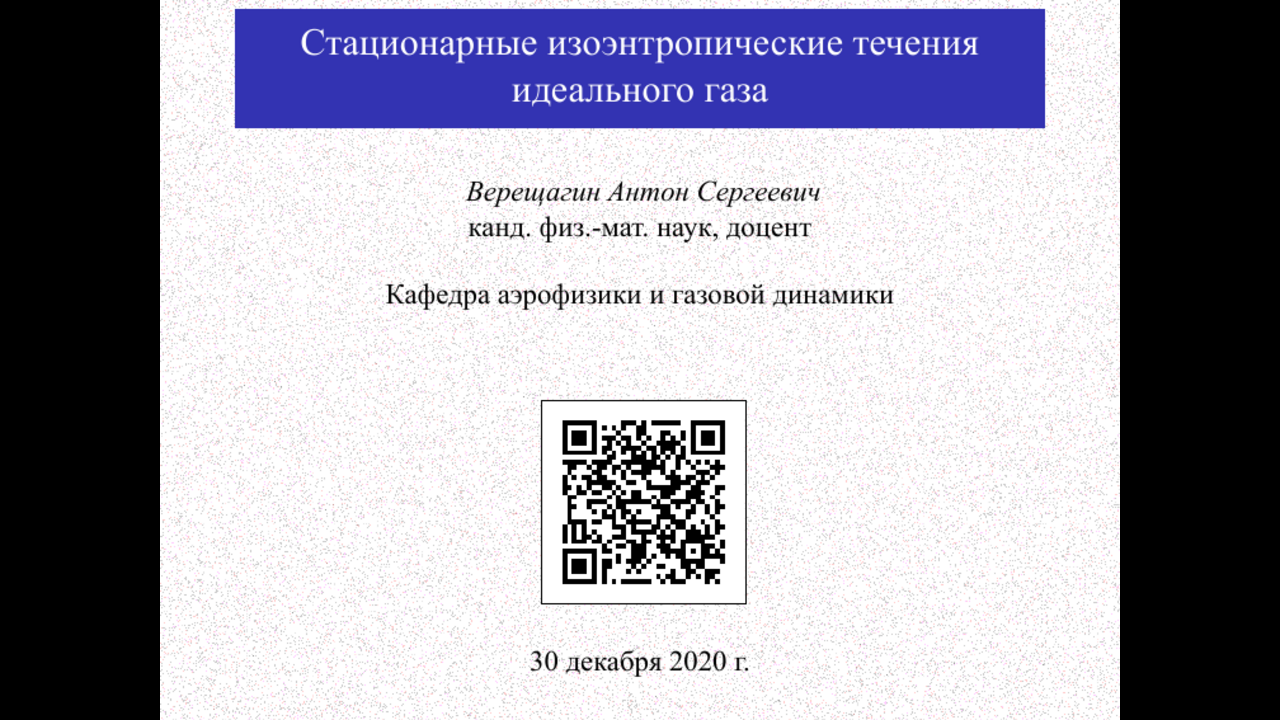 Стационарные изоэнтропические течения
идеального газа
Верещагин Антон Сергеевич
канд. физ.-мат. наук, доцент
Кафедра аэрофизики и газовой динамики
30 декабря 2020 г.